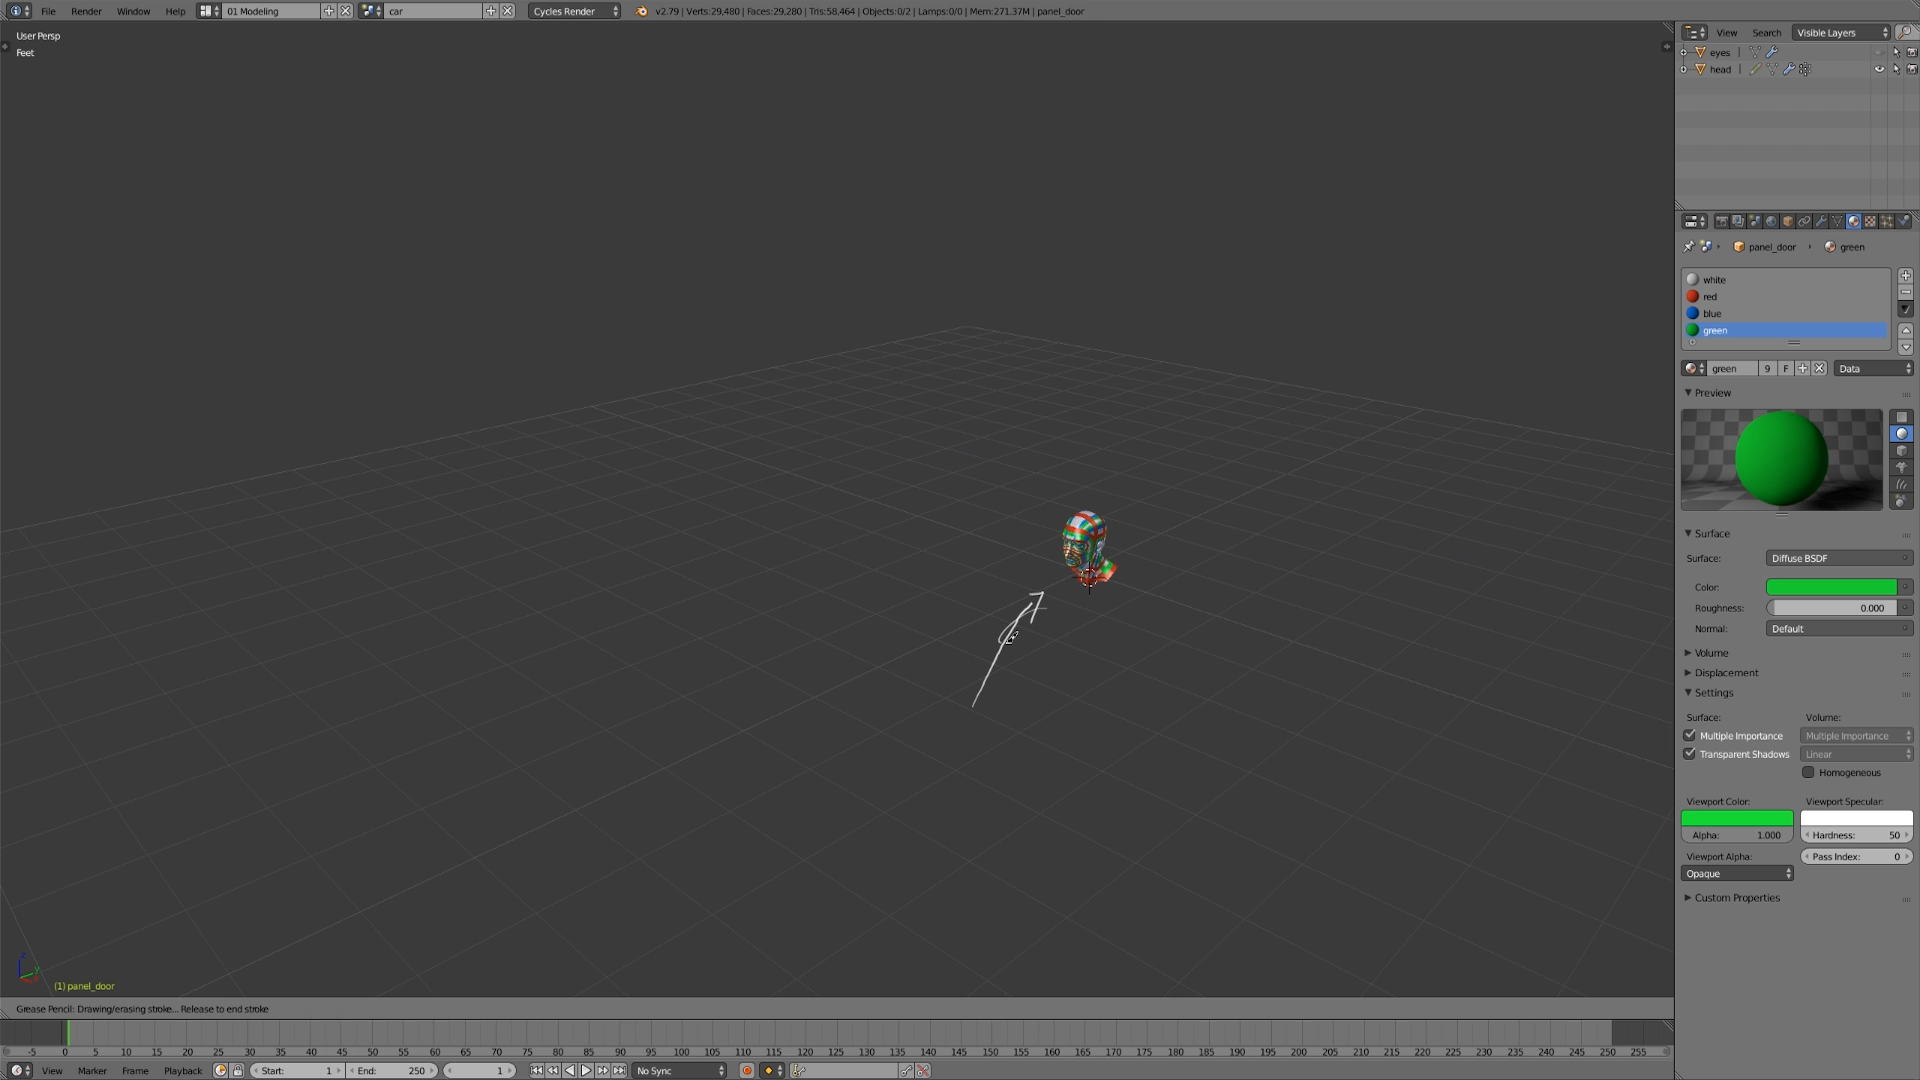 File Render Window Help 01 Modeling car Cycles Render v2.79 | Verts:29,480 | Faces:29,280 | Tris:58,464 | Objects:0/2 | Lamps:0/0 | Mem:271.37M | panel_door
User Persp
Feet
View Search Visible Layers
eyes
head
panel_door green
white
red
blue
green
green 9 F Data
Preview
Surface
Surface: Diffuse BSDF
Color:
Roughness: 0.000
Normal: Default
Volume
Displacement
Settings
Surface: Volume:
Multiple Importance Multiple Importance
Transparent Shadows Linear
Homogeneous
Viewport Color: Viewport Specular:
Alpha: 1.000 Hardness: 50
Viewport Alpha: Pass Index: 0
Opaque
Custom Properties
z
y
(1) panel_door
Grease Pencil: Drawing/erasing stroke... Release to end stroke
-5 0 5 10 15 20 25 30 35 40 45 50 55 60 65 70 75 80 85 90 95 100 105 110 115 120 125 130 135 140 145 150 155 160 165 170 175 180 185 190 195 200 205 210 215 220 225 230 235 240 245 250 255
View Marker Frame Playback Start: 1 End: 250 1 No Sync